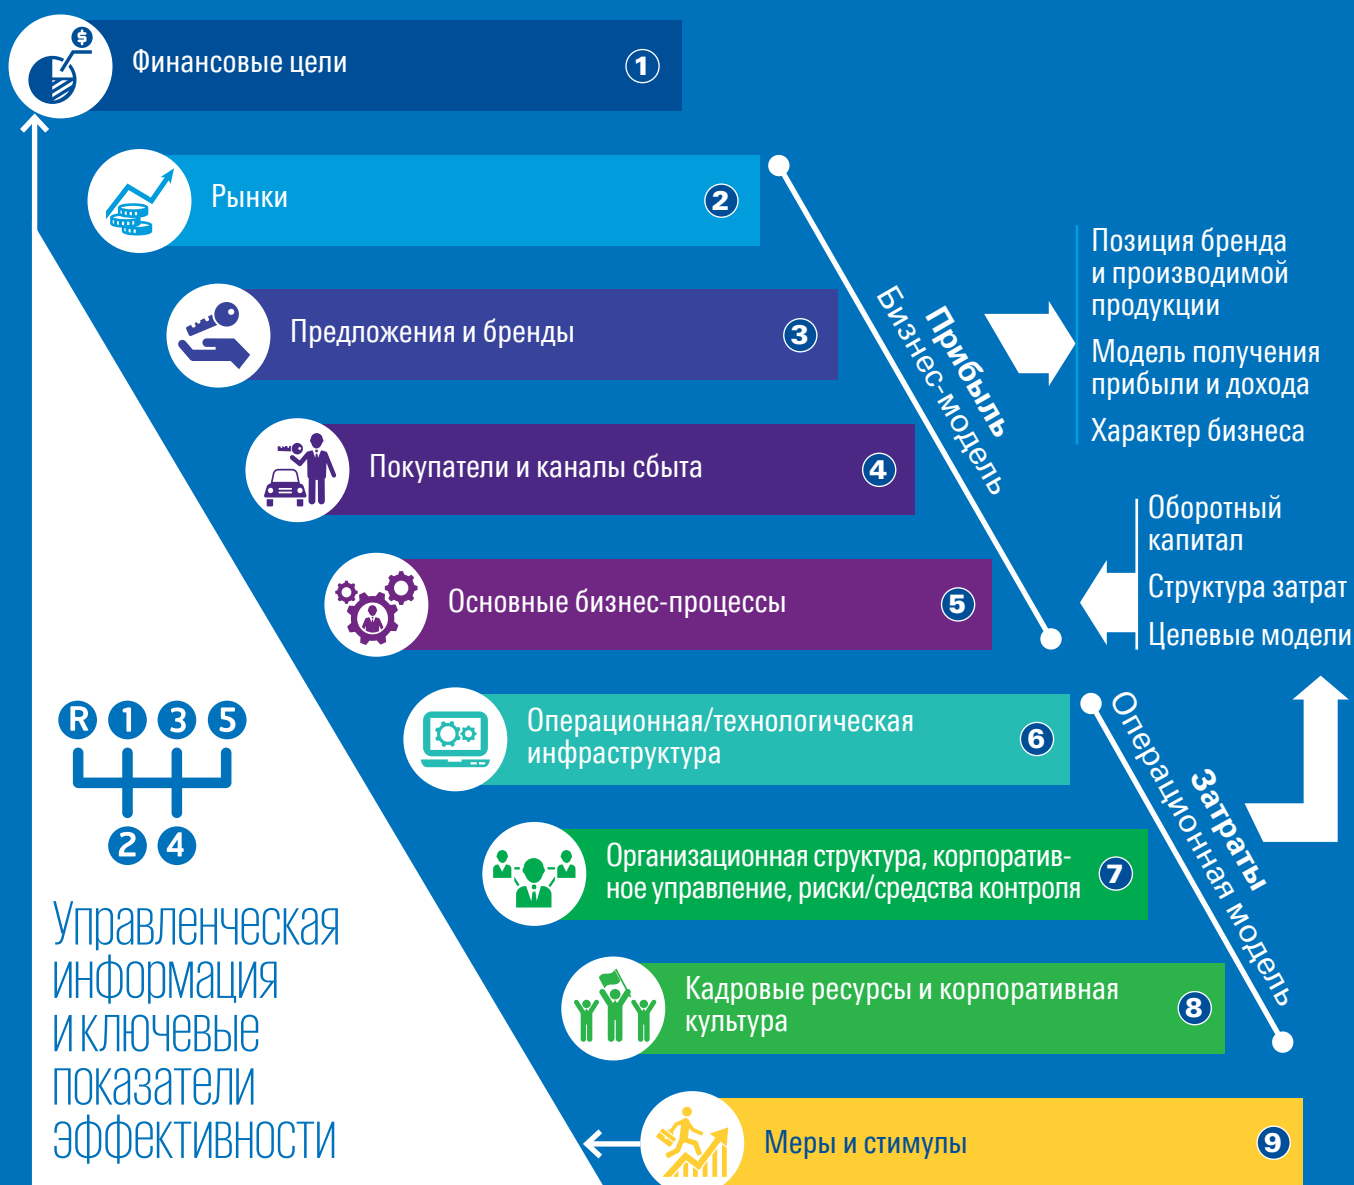 $
Финансовые цели
1
Рынки
2
Предложения и бренды
3
Покупатели и каналы сбыта
4
Основные бизнес-процессы
5
Операционная/технологическая
инфраструктура
6
Организационная структура, корпоратив-
ное управление, риски/средства контроля
7
Кадровые ресурсы и корпоративная
культура
8
Меры и стимулы
9
Прибыль
Бизнес-модель
Позиция бренда
и производимой
продукции
Модель получения
прибыли и дохода
Характер бизнеса
Оборотный
капитал
Структура затрат
Целевые модели
Затраты
Операционная модель
R 1 3 5
2 4
Управленческая
информация
и ключевые
показатели
эффективности